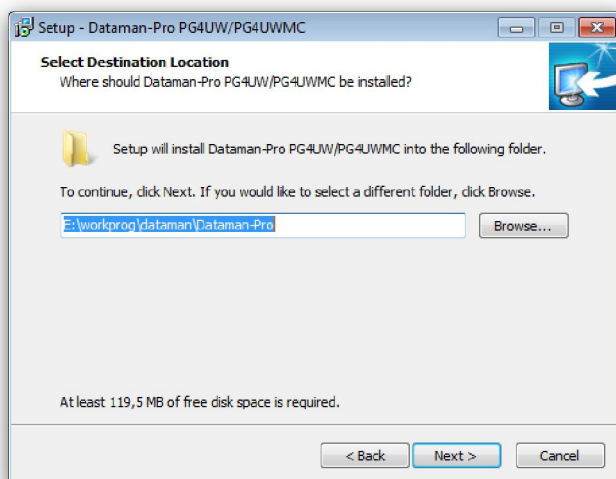 Setup - Dataman-Pro PG4UW/PG4UWMC
Select Destination Location
Where should Dataman-Pro PG4UW/PG4UWMC be installed?
Setup will install Dataman-Pro PG4UW/PG4UWMC into the following folder.
To continue, click Next. If you would like to select a different folder, click Browse.
E:\workprog\dataman\Dataman-Pro
Browse...
At least 119,5 MB of free disk space is required.
< Back
Next >
Cancel